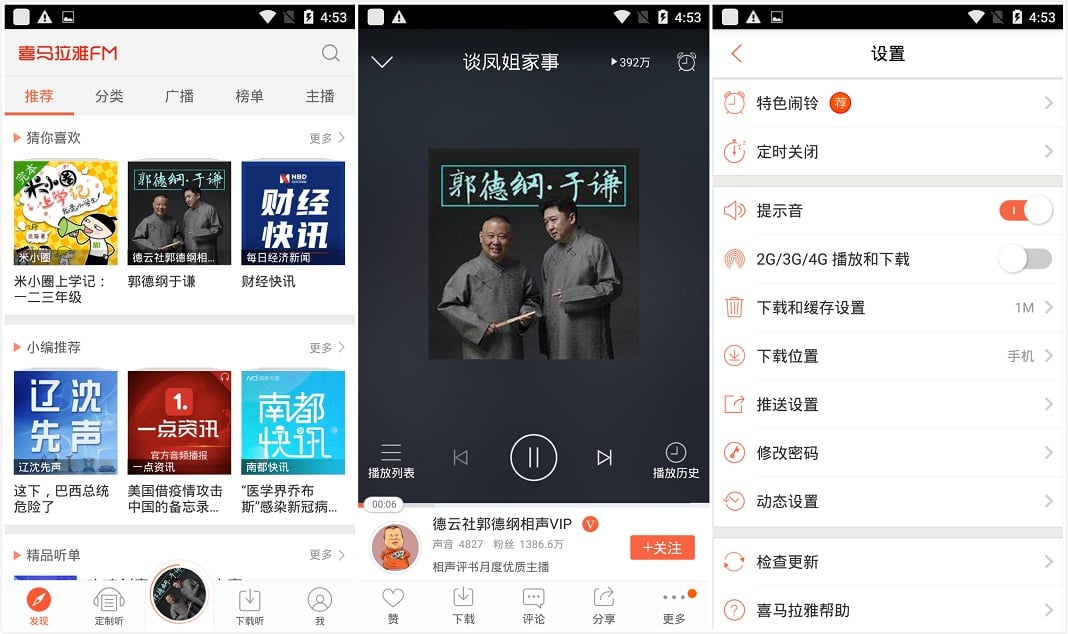 4:53
喜马拉雅FM
推荐 分类 广播 榜单 主播
猜你喜欢 更多
完本
米小圈
上学记
我是小学生!
北猫 著
米小圈
郭德纲·于谦
德云社郭德纲相...
NBD
财经
快讯
每日经济新闻
米小圈上学记：
一二三年级
郭德纲于谦
财经快讯
小编推荐 更多
辽沈
先声
辽沈先声
1.
一点资讯
官方音频播报
一点资讯
南都
快讯
南都快讯
这下，巴西总统
危险了
美国借疫情攻击
中国的备忘录...
“医学界乔布
斯”感染新冠病...
精品听单 更多
发现 定制听 下载听 我
4:53
谈凤姐家事 392万
郭德纲·于谦
播放列表 播放历史
00:06
德云社郭德纲相声VIP V
声音 4827 粉丝 1386.6万
+关注
相声评书月度优质主播
赞 下载 评论 分享 更多
4:53
设置
特色闹铃 荐
定时关闭
提示音
2G/3G/4G 播放和下载
下载和缓存设置 1M
下载位置 手机
推送设置
修改密码
动态设置
检查更新
喜马拉雅帮助